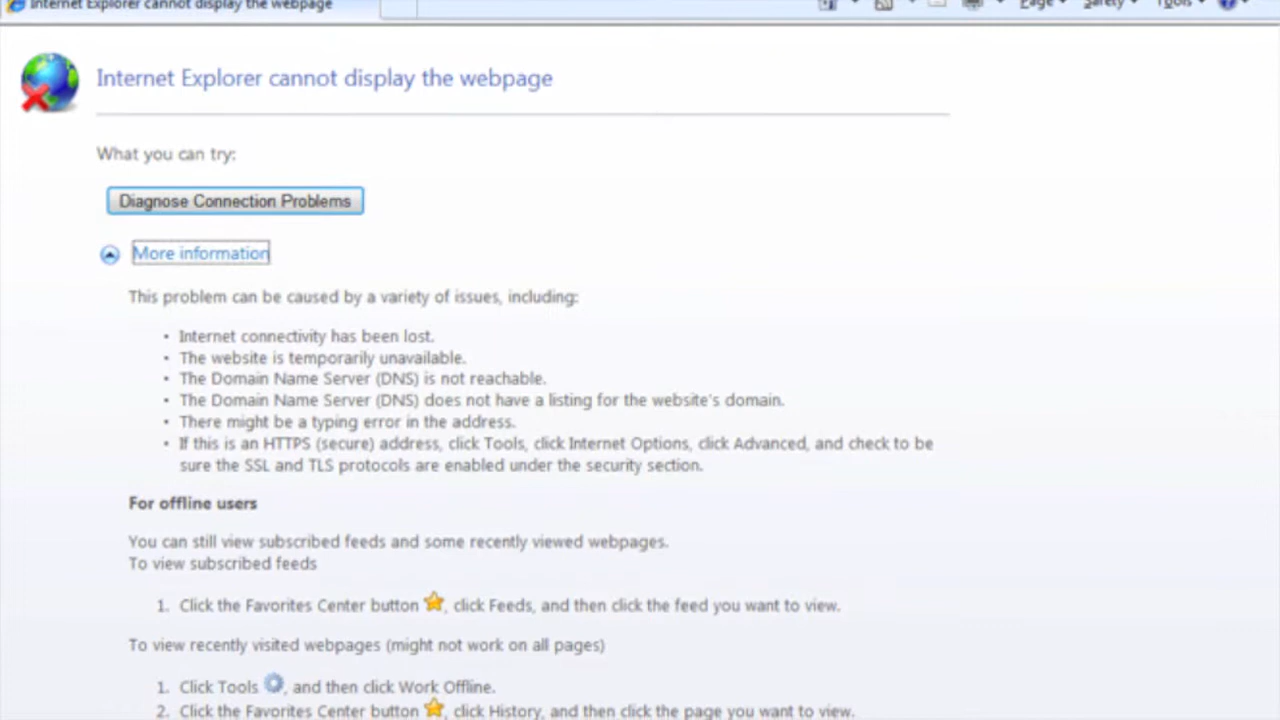 Internet Explorer cannot display the webpage
Page Safety Tools
Internet Explorer cannot display the webpage
What you can try:
Diagnose Connection Problems
More information
This problem can be caused by a variety of issues, including:
• Internet connectivity has been lost.
• The website is temporarily unavailable.
• The Domain Name Server (DNS) is not reachable.
• The Domain Name Server (DNS) does not have a listing for the website's domain.
• There might be a typing error in the address.
• If this is an HTTPS (secure) address, click Tools, click Internet Options, click Advanced, and check to be
sure the SSL and TLS protocols are enabled under the security section.
For offline users
You can still view subscribed feeds and some recently viewed webpages.
To view subscribed feeds
1. Click the Favorites Center button , click Feeds, and then click the feed you want to view.
To view recently visited webpages (might not work on all pages)
1. Click Tools , and then click Work Offline.
2. Click the Favorites Center button , click History, and then click the page you want to view.